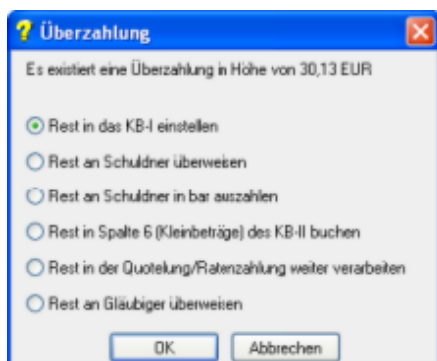 ? Überzahlung
Es existiert eine Überzahlung in Höhe von 30,13 EUR
Rest in das KB-I einstellen
Rest an Schuldner überweisen
Rest an Schuldner in bar auszahlen
Rest in Spalte 6 (Kleinbeträge) des KB-II buchen
Rest in der Quotelung/Ratenzahlung weiter verarbeiten
Rest an Gläubiger überweisen
OK Abbrechen